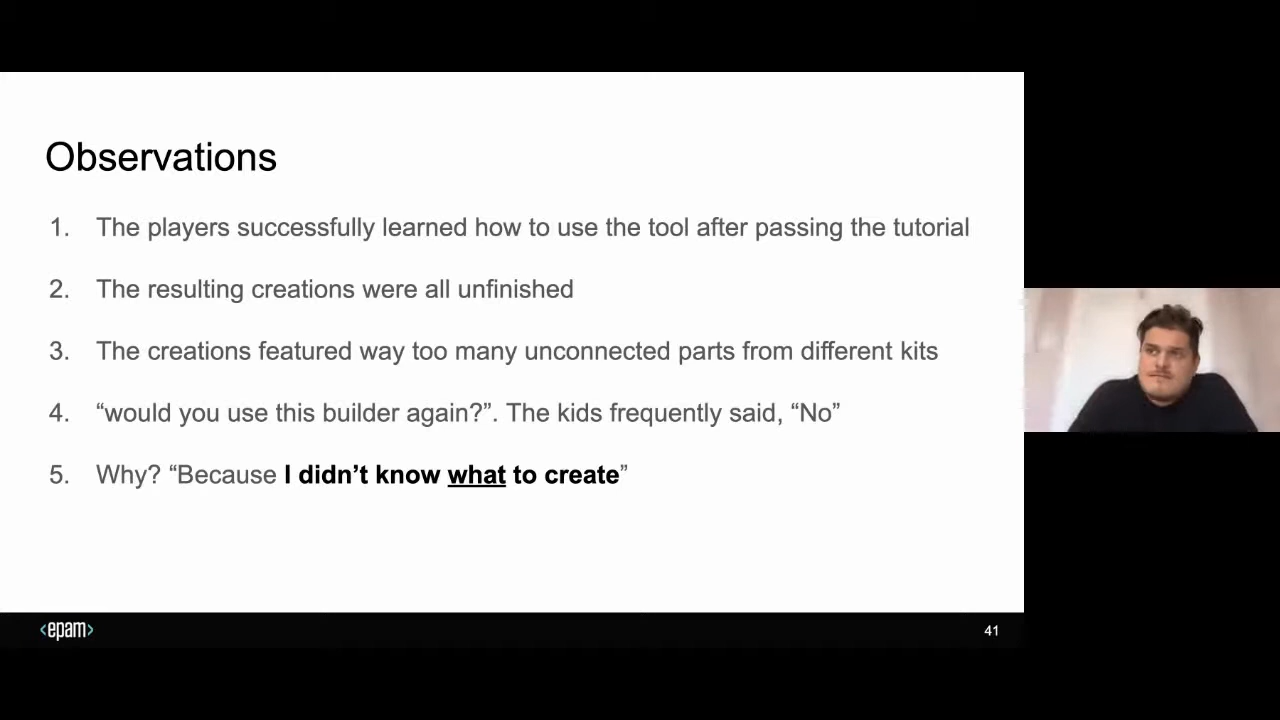 Observations
1. The players successfully learned how to use the tool after passing the tutorial
2. The resulting creations were all unfinished
3. The creations featured way too many unconnected parts from different kits
4. “would you use this builder again?”. The kids frequently said, “No”
5. Why? “Because I didn’t know what to create”
<epam> 41